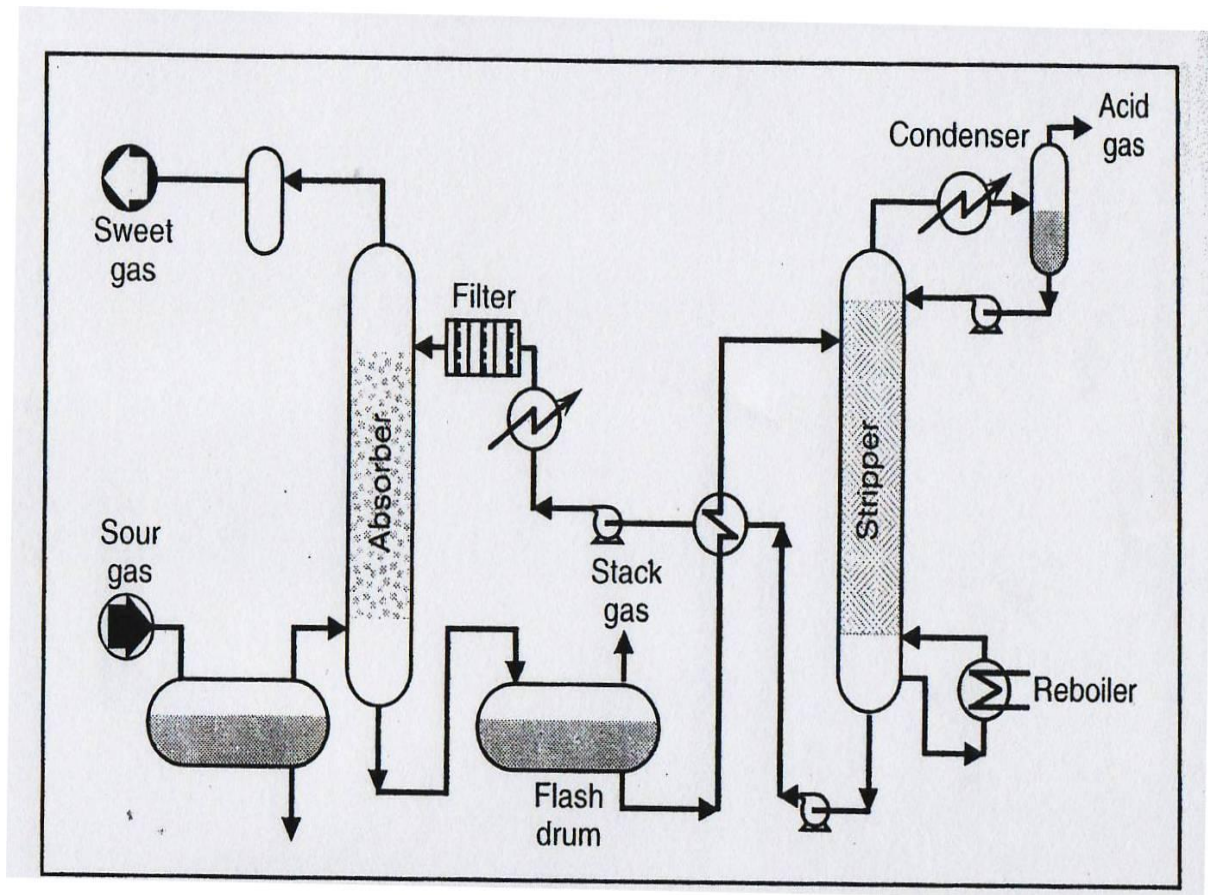 Acid
gas
Condenser
Sweet
gas
Filter
Absorber
Stripper
Sour
gas
Stack
gas
Reboiler
Flash
drum